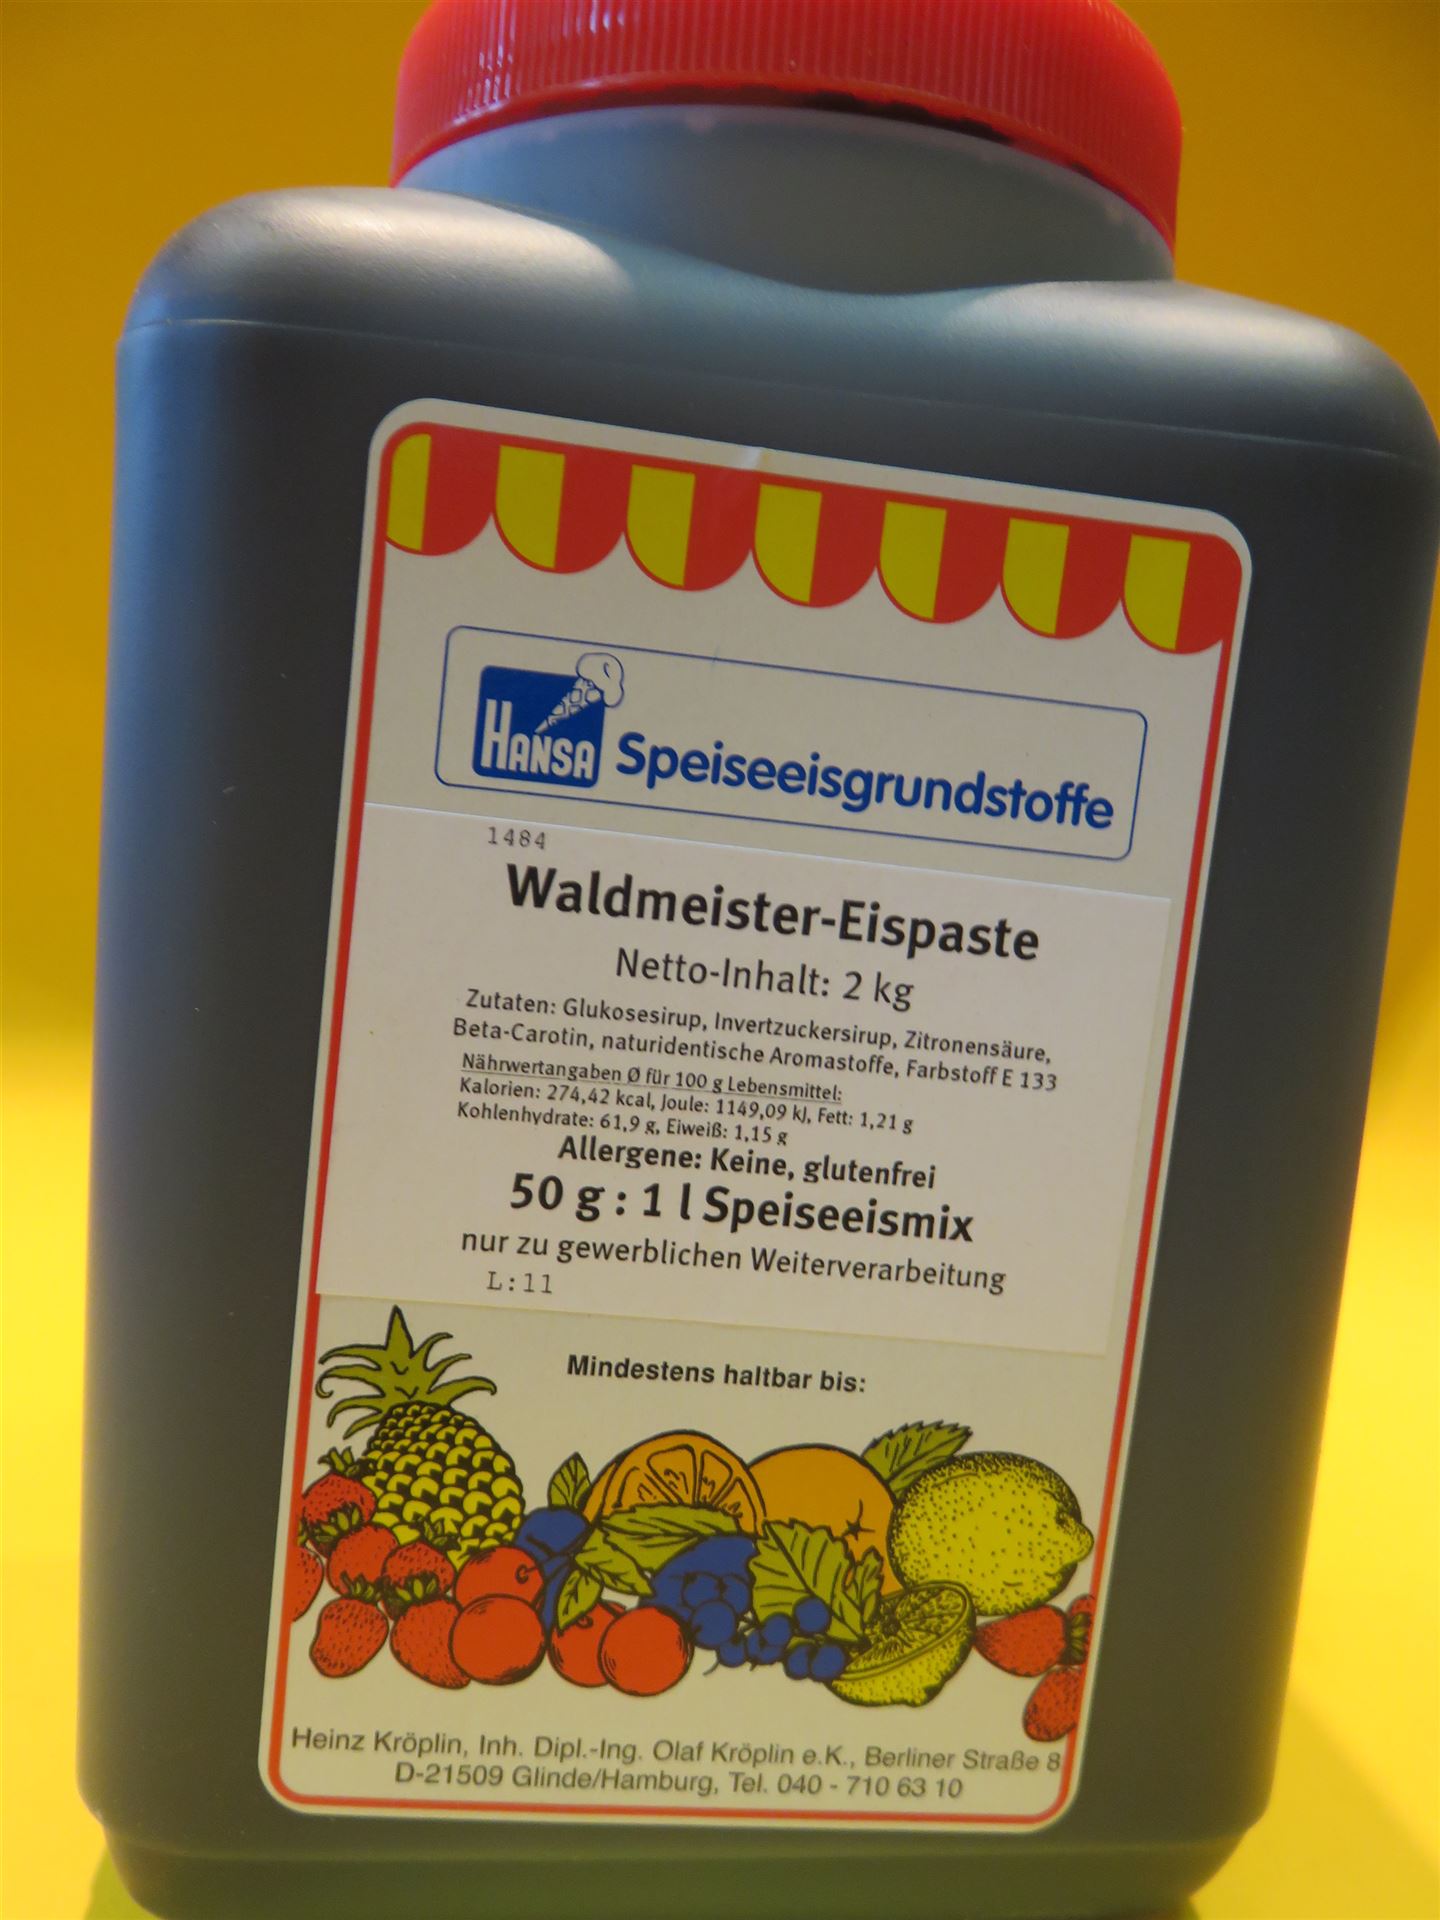 HANSA Speiseeisgrundstoffe
1484
Waldmeister-Eispaste
Netto-Inhalt: 2 kg
Zutaten: Glukosesirup, Invertzuckersirup, Zitronensäure,
Beta-Carotin, naturidentische Aromastoffe, Farbstoff E 133
Nährwertangaben Ø für 100 g Lebensmittel:
Kalorien: 274,42 kcal, Joule: 1149,09 kJ, Fett: 1,21 g
Kohlenhydrate: 61,9 g, Eiweiß: 1,15 g
Allergene: Keine, glutenfrei
50 g : 1 l Speiseeismix
nur zu gewerblichen Weiterverarbeitung
L:11
Mindestens haltbar bis:
Heinz Kröplin, Inh. Dipl.-Ing. Olaf Kröplin e.K., Berliner Straße 8
D-21509 Glinde/Hamburg, Tel. 040 - 710 63 10